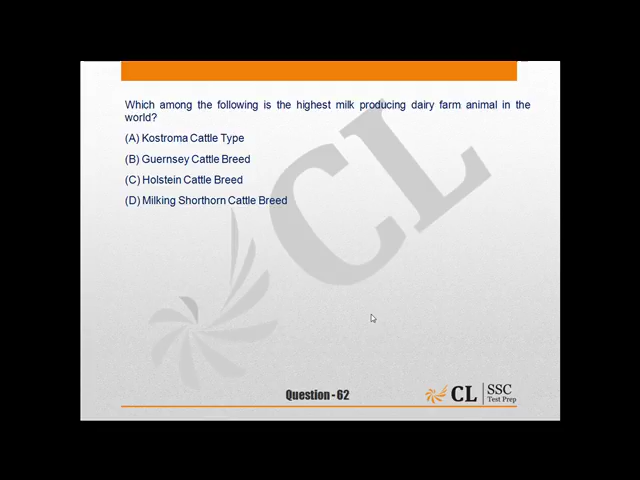 Which among the following is the highest milk producing dairy farm animal in the
world?
(A) Kostroma Cattle Type
(B) Guernsey Cattle Breed
(C) Holstein Cattle Breed
(D) Milking Shorthorn Cattle Breed
CL
Question - 62
CL SSC
Test Prep